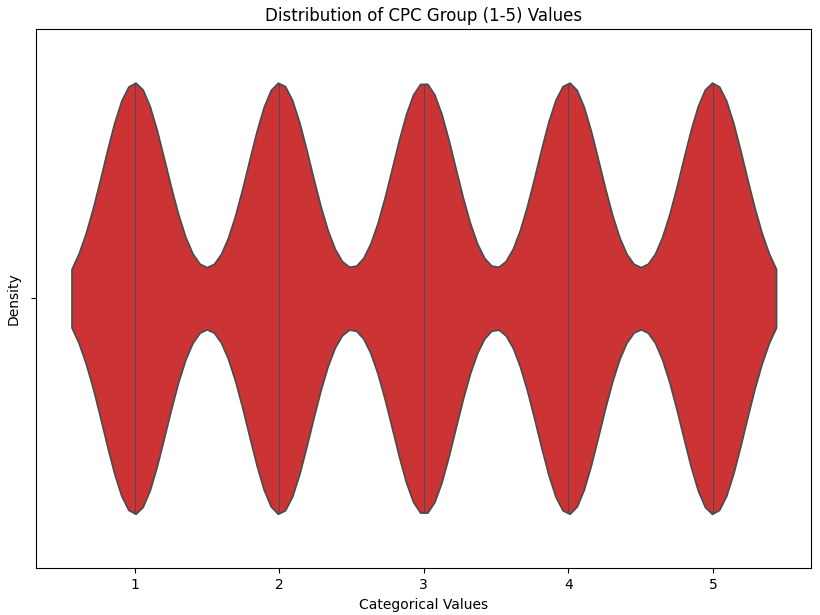 Distribution of CPC Group (1-5) Values
Density
1 2 3 4 5
Categorical Values